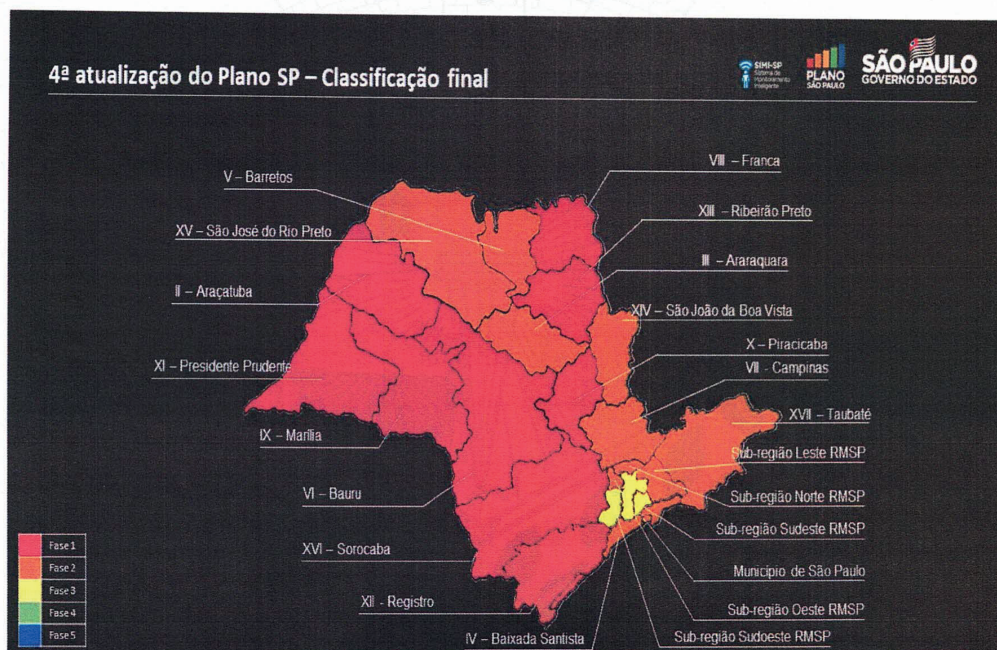 4ª atualização do Plano SP – Classificação final
SIMI-SP
Sistema de
Monitoramento
Inteligente
PLANO
SÃO PAULO
SÃO PAULO
GOVERNO DO ESTADO
VIII – Franca
V – Barretos
XIII – Ribeirão Preto
XV – São José do Rio Preto
III – Araraquara
II – Araçatuba
XIV – São João da Boa Vista
X – Piracicaba
XI – Presidente Prudente
VII - Campinas
XVII – Taubaté
IX – Marília
Sub-região Leste RMSP
VI – Bauru
Sub-região Norte RMSP
Sub-região Sudeste RMSP
XVI – Sorocaba
Município de São Paulo
XII - Registro
Sub-região Oeste RMSP
IV – Baixada Santista
Sub-região Sudoeste RMSP
Fase 1
Fase 2
Fase 3
Fase 4
Fase 5